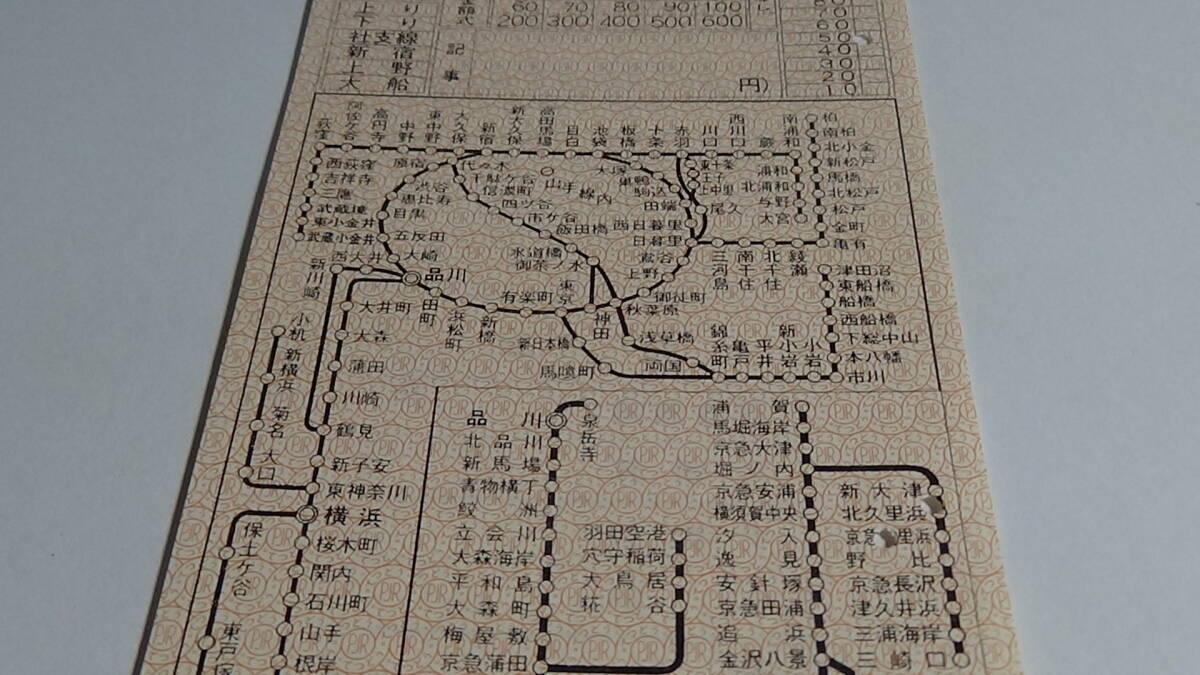 上り 金額式 60 70 80 90 100
下り 200 300 400 500 600
社支線 60
新宿 記事 50 40
上野 30 20
大船 円) 10
荻窪 阿佐ケ谷 高円寺 中野 東中野 大久保 新宿 新大久保 高田馬場 目白 池袋 板橋 十条 赤羽 川口 西川口 蕨 南浦和 柏
西荻窪 原宿 代々木 大塚 東十条 南柏
吉祥寺 渋谷 千駄ケ谷 山手線内 巣鴨 王子 浦和 北小金
三鷹 恵比寿 信濃町 駒込 上中里 北浦和 新松戸
武蔵境 目黒 四ツ谷 田端 尾久 与野 馬橋
東小金井 市ケ谷 西日暮里 大宮 北松戸
武蔵小金井 五反田 飯田橋 日暮里 松戸
西大井 大崎 水道橋 鶯谷 三河島 南千住 北千住 綾瀬 金町
新川崎 品川 御茶ノ水 上野 亀有
田町 浜松町 新橋 有楽町 東京 神田 秋葉原 御徒町
大井町 新日本橋 浅草橋 錦糸町 亀戸 平井 新小岩 小岩 津田沼
大森 馬喰町 両国 東船橋
蒲田 船橋
川崎 西船橋
鶴見 下総中山
新子安 本八幡
東神奈川 市川
小机
新横浜
菊名
大口
横浜
保土ケ谷
東戸塚
桜木町
関内
石川町
山手
根岸
品川 泉岳寺
北品川
新馬場
青物横丁
鮫洲
立会川 羽田空港
大森海岸 穴守稲荷
平和島 大鳥居
大森町 糀谷
梅屋敷
京急蒲田
浦賀
馬堀海岸
京急大津
堀ノ内
京急安浦 新大津
横須賀中央 北久里浜
汐入 京急 里浜
逸見 野比
安針塚 京急長沢
京急田浦 津久井浜
追浜 三浦海岸
金沢八景 三崎口